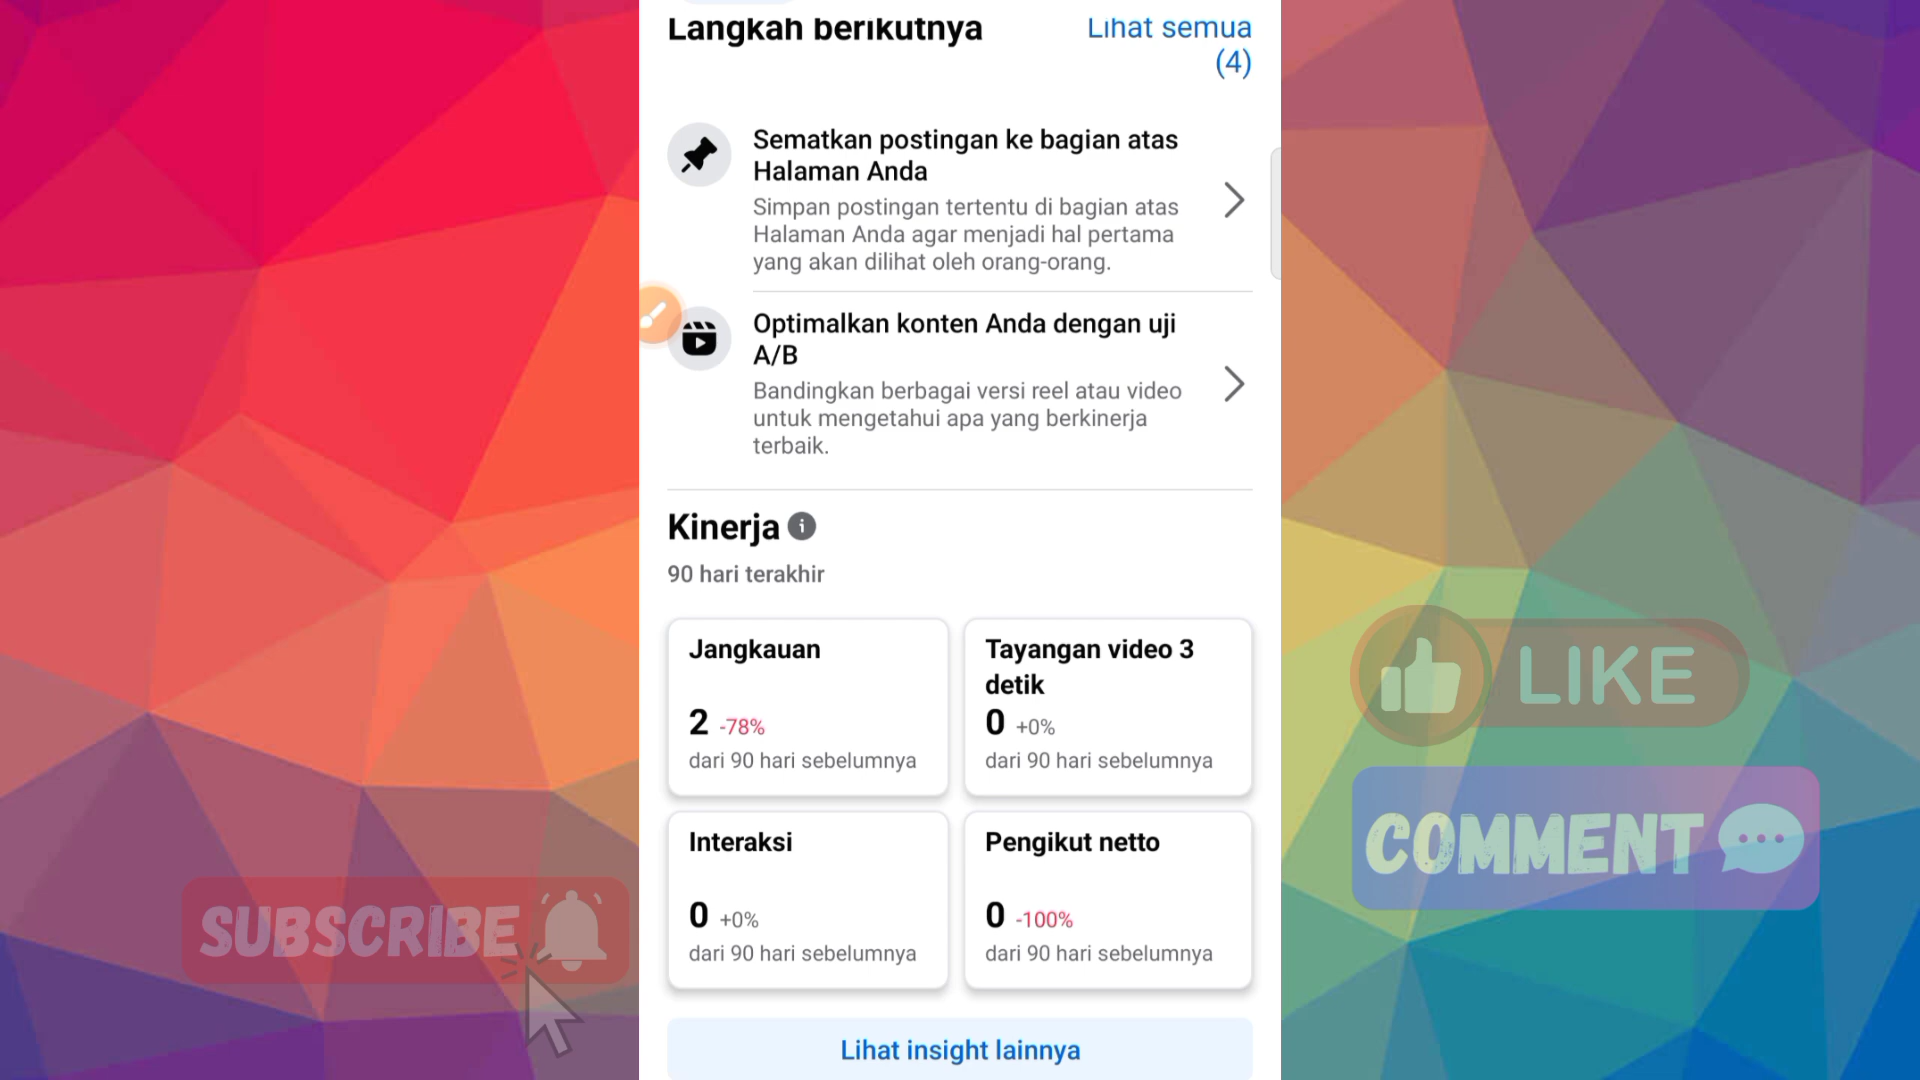 Langkah berikutnya
Lihat semua
(4)
Sematkan postingan ke bagian atas
Halaman Anda
Simpan postingan tertentu di bagian atas
Halaman Anda agar menjadi hal pertama
yang akan dilihat oleh orang-orang.
Optimalkan konten Anda dengan uji
A/B
Bandingkan berbagai versi reel atau video
untuk mengetahui apa yang berkinerja
terbaik.
Kinerja
90 hari terakhir
Jangkauan
2 -78%
dari 90 hari sebelumnya
Tayangan video 3
detik
0 +0%
dari 90 hari sebelumnya
Interaksi
0 +0%
dari 90 hari sebelumnya
Pengikut netto
0 -100%
dari 90 hari sebelumnya
Lihat insight lainnya
SUBSCRIBE
LIKE
COMMENT